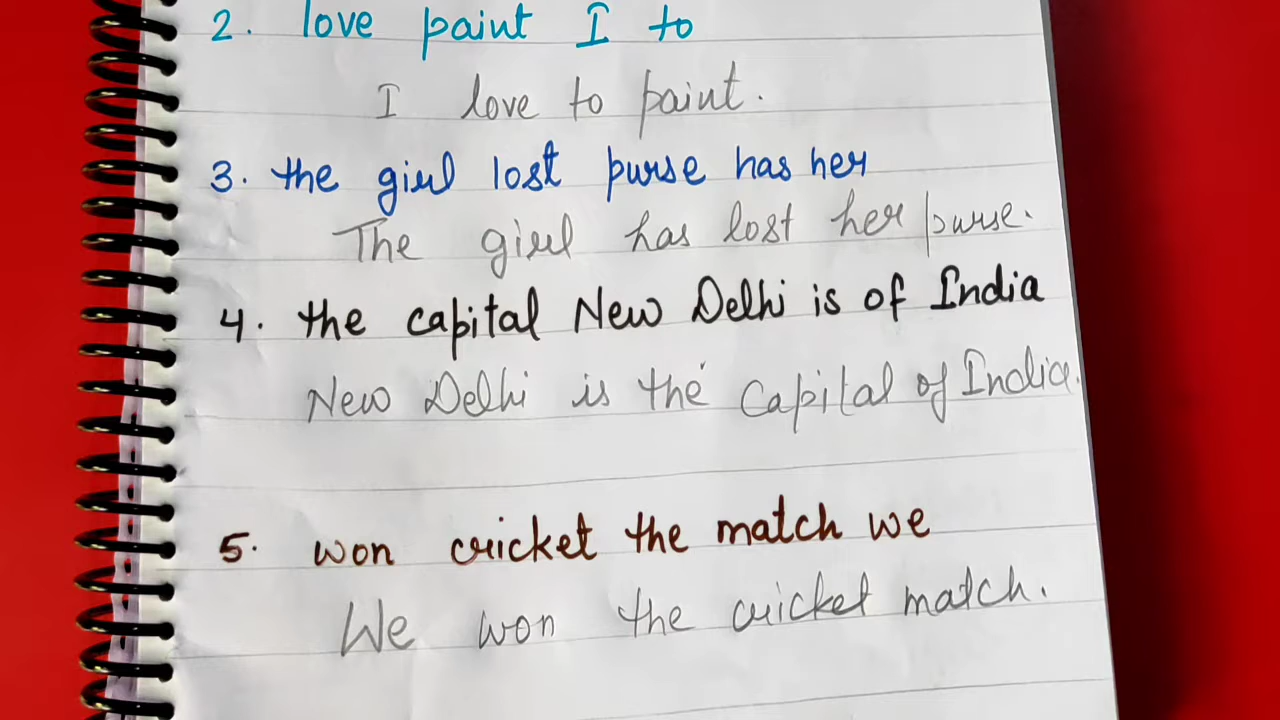 2. love paint I to
I love to paint.
3. the girl lost purse has her
The girl has lost her purse.
4. the capital New Delhi is of India
New Delhi is the capital of India.
5. won cricket the match we
We won the cricket match.